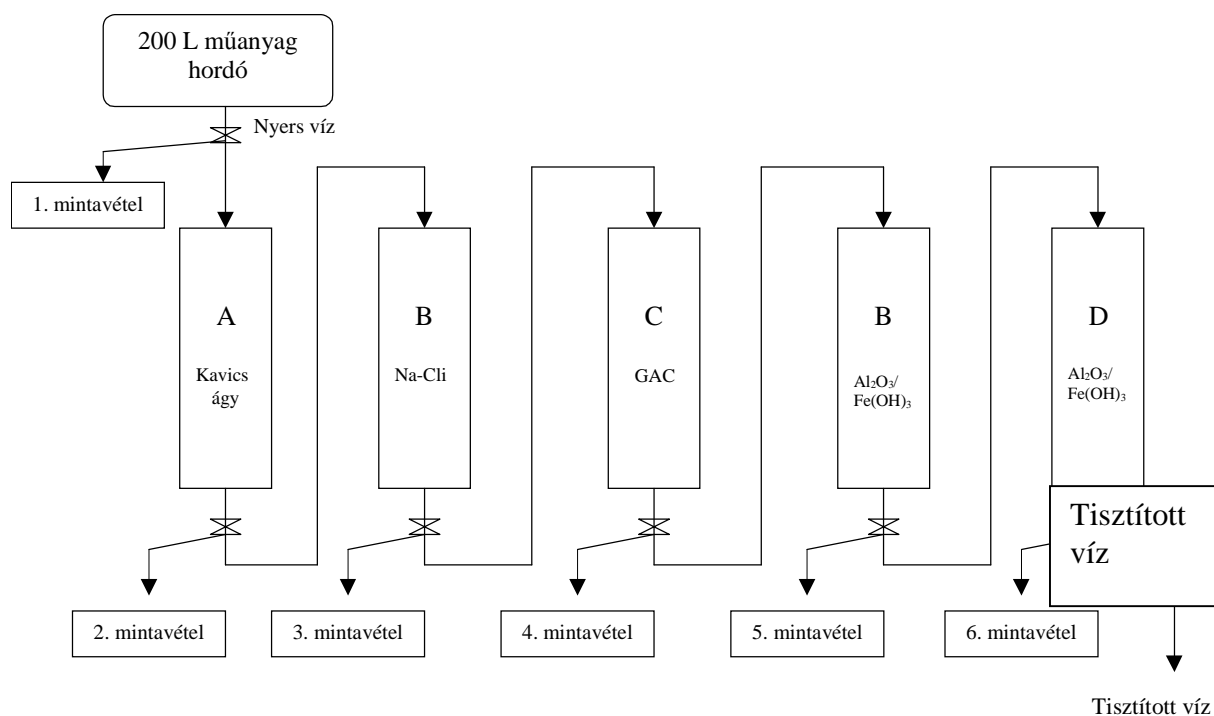 200 L műanyag
hordó
Nyers víz
1. mintavétel
A
Kavics
ágy
B
Na-Cli
C
GAC
B
Al₂O₃/
Fe(OH)₃
D
Al₂O₃/
Fe(OH)₃
Tisztított
víz
2. mintavétel
3. mintavétel
4. mintavétel
5. mintavétel
6. mintavétel
Tisztított víz